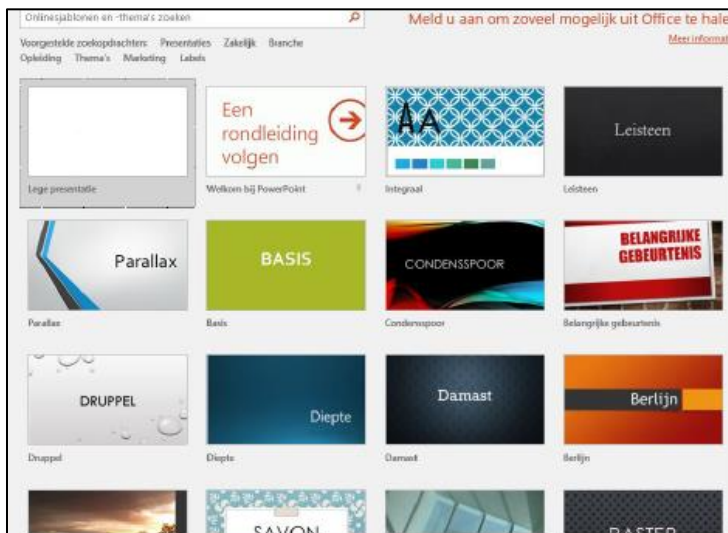 Onlinesjablonen en -thema's zoeken
Meld u aan om zoveel mogelijk uit Office te hale
Meer informat
Voorgestelde zoekopdrachten: Presentaties Zakelijk Branche
Opleiding Thema's Marketing Labels
Een
rondleiding
volgen
Aa
Leisteen
Lege presentatie
Welkom bij PowerPoint
Integraal
Leisteen
Parallax
BASIS
CONDENSSPOOR
BELANGRIJKE
GEBEURTENIS
Parallax
Basis
Condensspoor
Belangrijke gebeurtenis
DRUPPEL
Diepte
Damast
Berlijn
Druppel
Diepte
Damast
Berlijn
SAVON
RASTER